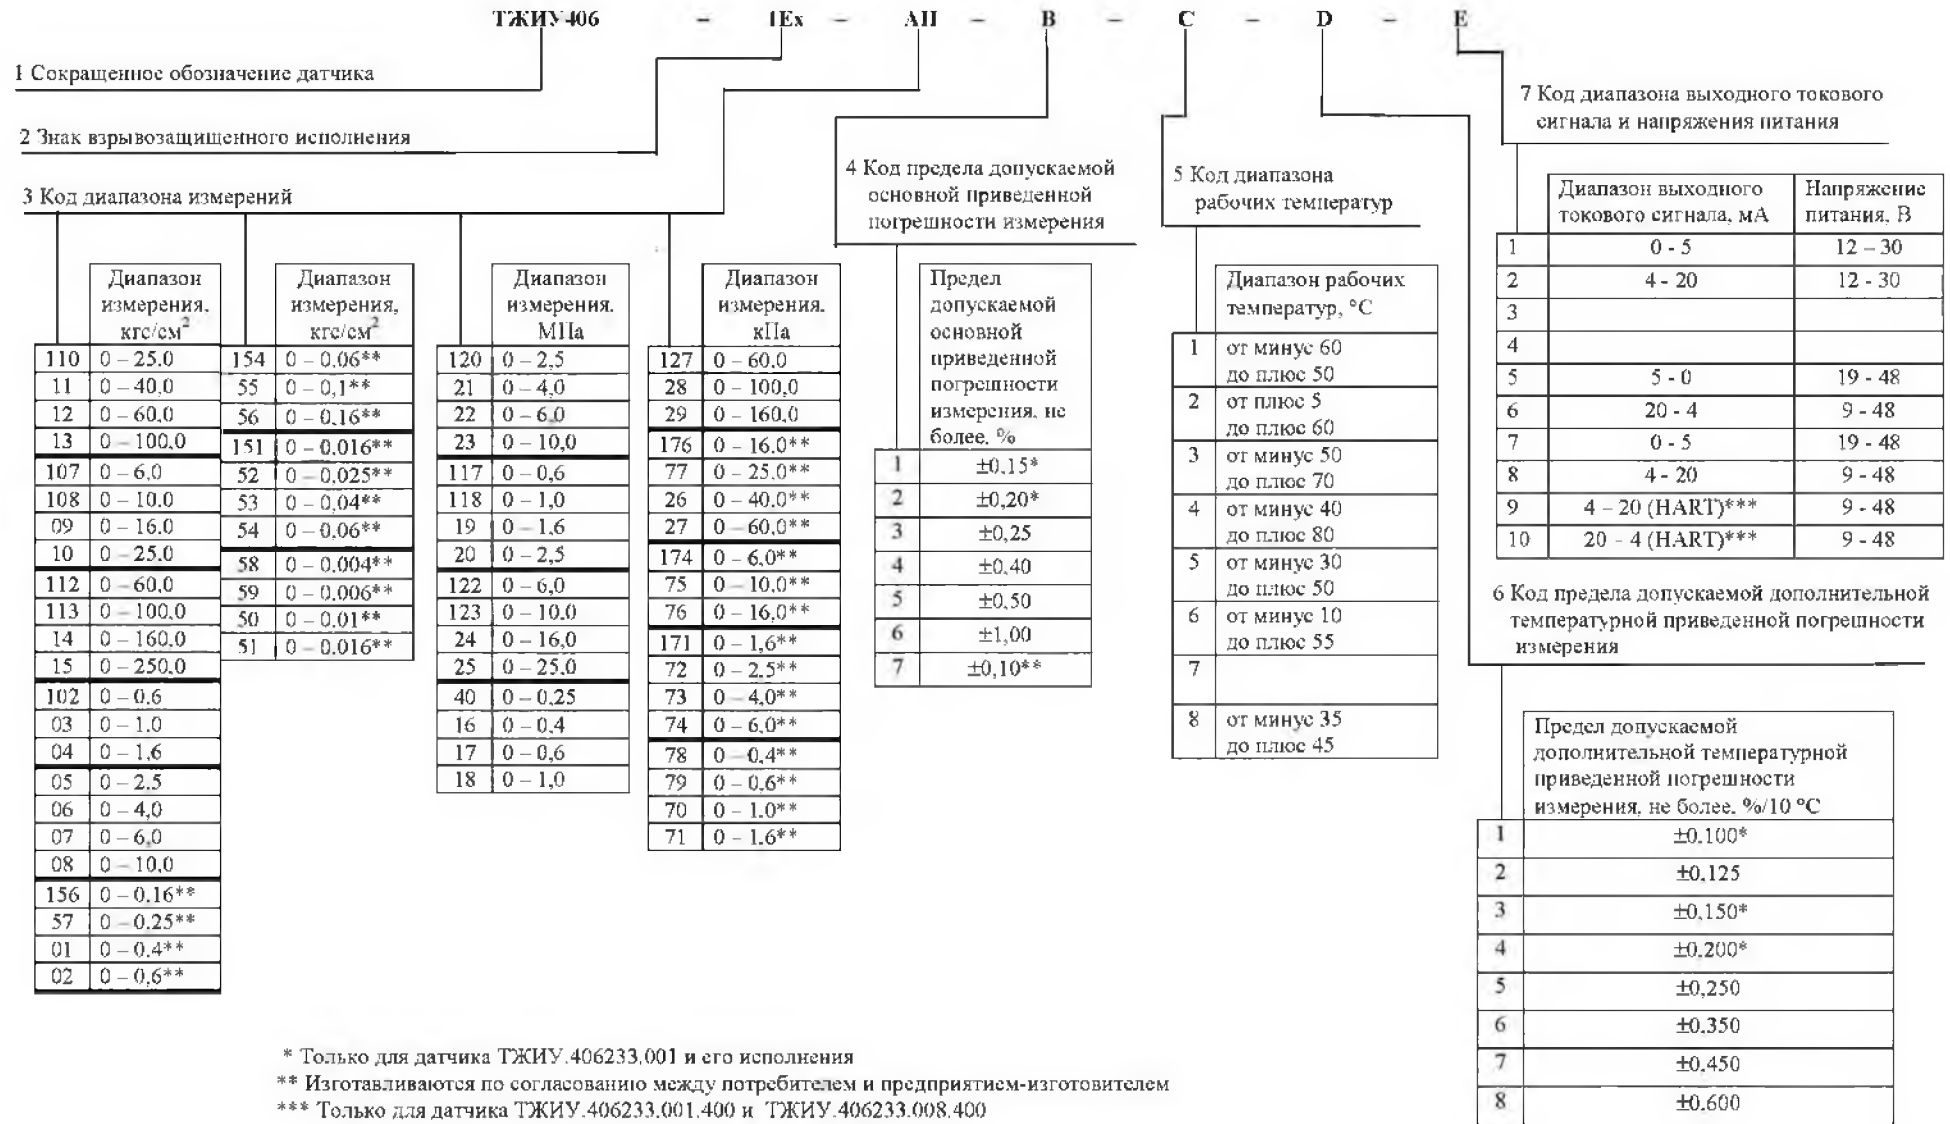 ТЖИУ406 – 1Ex – АП – B – C – D – E
1 Сокращенное обозначение датчика
2 Знак взрывозащищенного исполнения
3 Код диапазона измерений
Диапазон
измерения,
кгс/см²
110 0 – 25,0
11 0 – 40,0
12 0 – 60,0
13 0 – 100,0
107 0 – 6,0
108 0 – 10,0
09 0 – 16,0
10 0 – 25,0
112 0 – 60,0
113 0 – 100,0
14 0 – 160,0
15 0 – 250,0
102 0 – 0,6
03 0 – 1,0
04 0 – 1,6
05 0 – 2,5
06 0 – 4,0
07 0 – 6,0
08 0 – 10,0
156 0 – 0,16**
57 0 – 0,25**
01 0 – 0,4**
02 0 – 0,6**
Диапазон
измерения,
кгс/см²
154 0 – 0,06**
55 0 – 0,1**
56 0 – 0,16**
151 0 – 0,016**
52 0 – 0,025**
53 0 – 0,04**
54 0 – 0,06**
58 0 – 0,004**
59 0 – 0,006**
50 0 – 0,01**
51 0 – 0,016**
Диапазон
измерения,
МПа
120 0 – 2,5
21 0 – 4,0
22 0 – 6,0
23 0 – 10,0
117 0 – 0,6
118 0 – 1,0
19 0 – 1,6
20 0 – 2,5
122 0 – 6,0
123 0 – 10,0
24 0 – 16,0
25 0 – 25,0
40 0 – 0,25
16 0 – 0,4
17 0 – 0,6
18 0 – 1,0
Диапазон
измерения,
кПа
127 0 – 60,0
28 0 – 100,0
29 0 – 160,0
176 0 – 16,0**
77 0 – 25,0**
26 0 – 40,0**
27 0 – 60,0**
174 0 – 6,0**
75 0 – 10,0**
76 0 – 16,0**
171 0 – 1,6**
72 0 – 2,5**
73 0 – 4,0**
74 0 – 6,0**
78 0 – 0,4**
79 0 – 0,6**
70 0 – 1,0**
71 0 – 1,6**
4 Код предела допускаемой
основной приведенной
погрешности измерения
Предел
допускаемой
основной
приведенной
погрешности
измерения, не
более, %
1 ±0,15*
2 ±0,20*
3 ±0,25
4 ±0,40
5 ±0,50
6 ±1,00
7 ±0,10**
5 Код диапазона
рабочих температур
Диапазон рабочих
температур, °С
1 от минус 60
до плюс 50
2 от плюс 5
до плюс 60
3 от минус 50
до плюс 70
4 от минус 40
до плюс 80
5 от минус 30
до плюс 50
6 от минус 10
до плюс 55
7
8 от минус 35
до плюс 45
7 Код диапазона выходного токового
сигнала и напряжения питания
Диапазон выходного Напряжение
токового сигнала, мА питания, В
1 0 - 5 12 – 30
2 4 - 20 12 - 30
3
4
5 5 - 0 19 - 48
6 20 - 4 9 - 48
7 0 - 5 19 - 48
8 4 - 20 9 - 48
9 4 – 20 (HART)*** 9 - 48
10 20 – 4 (HART)*** 9 - 48
6 Код предела допускаемой дополнительной
температурной приведенной погрешности
измерения
Предел допускаемой
дополнительной температурной
приведенной погрешности
измерения, не более, %/10 °С
1 ±0,100*
2 ±0,125
3 ±0,150*
4 ±0,200*
5 ±0,250
6 ±0,350
7 ±0,450
8 ±0,600
* Только для датчика ТЖИУ.406233.001 и его исполнения
** Изготавливаются по согласованию между потребителем и предприятием-изготовителем
*** Только для датчика ТЖИУ.406233.001.400 и ТЖИУ.406233.008.400